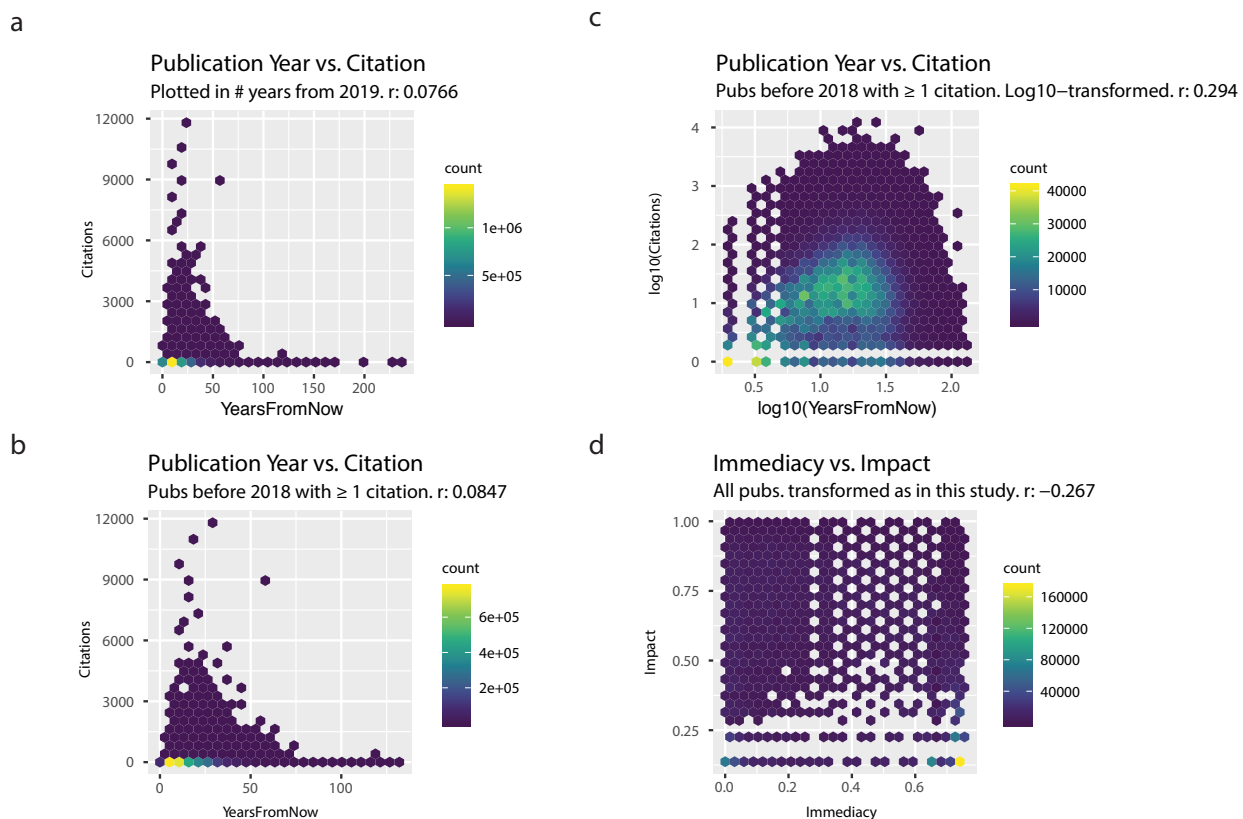 a
Publication Year vs. Citation
Plotted in # years from 2019. r: 0.0766
12000
9000
6000
3000
0
Citations
0
50
100
150
200
YearsFromNow
count
1e+06
5e+05
c
Publication Year vs. Citation
Pubs before 2018 with ≥ 1 citation. Log10−transformed. r: 0.294
4
3
2
1
0
log10(Citations)
0.5
1.0
1.5
2.0
log10(YearsFromNow)
count
40000
30000
20000
10000
b
Publication Year vs. Citation
Pubs before 2018 with ≥ 1 citation. r: 0.0847
12000
9000
6000
3000
0
Citations
0
50
100
YearsFromNow
count
6e+05
4e+05
2e+05
d
Immediacy vs. Impact
All pubs. transformed as in this study. r: −0.267
1.00
0.75
0.50
0.25
Impact
0.0
0.2
0.4
0.6
Immediacy
count
160000
120000
80000
40000